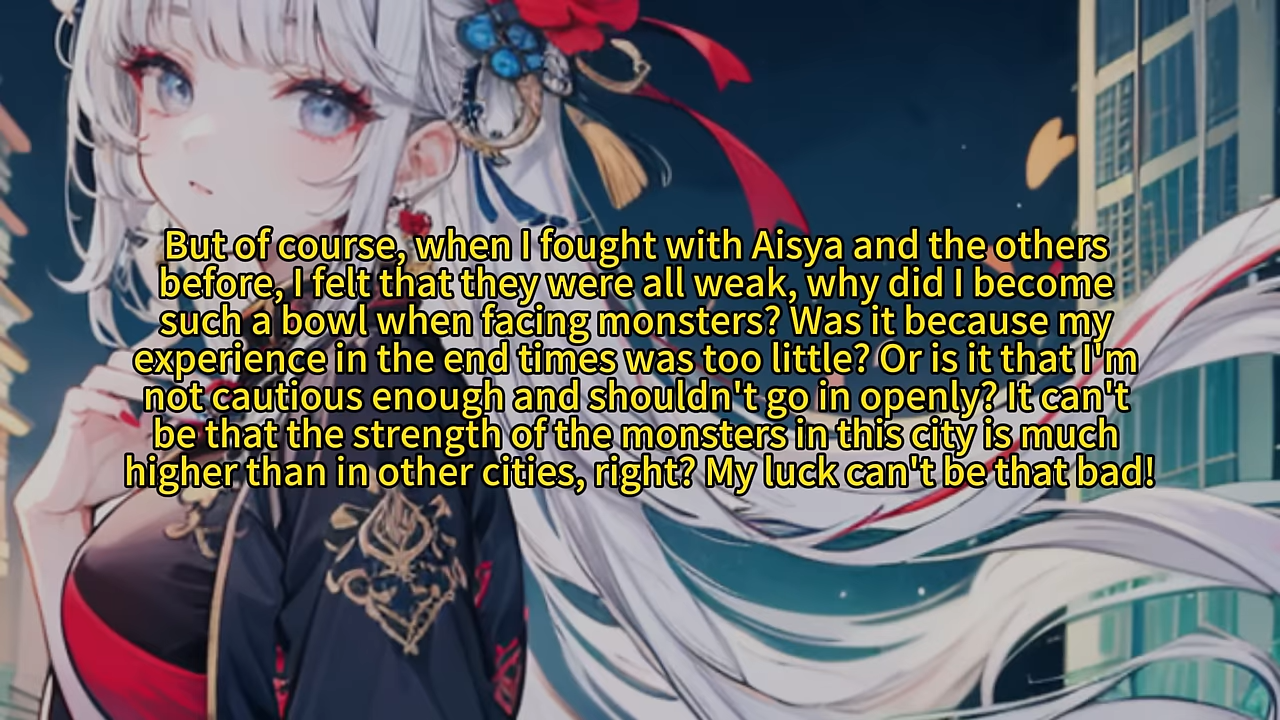 But of course, when I fought with Aisya and the others
before, I felt that they were all weak, why did I become
such a bowl when facing monsters? Was it because my
experience in the end times was too little? Or is it that I'm
not cautious enough and shouldn't go in openly? It can't
be that the strength of the monsters in this city is much
higher than in other cities, right? My luck can't be that bad!